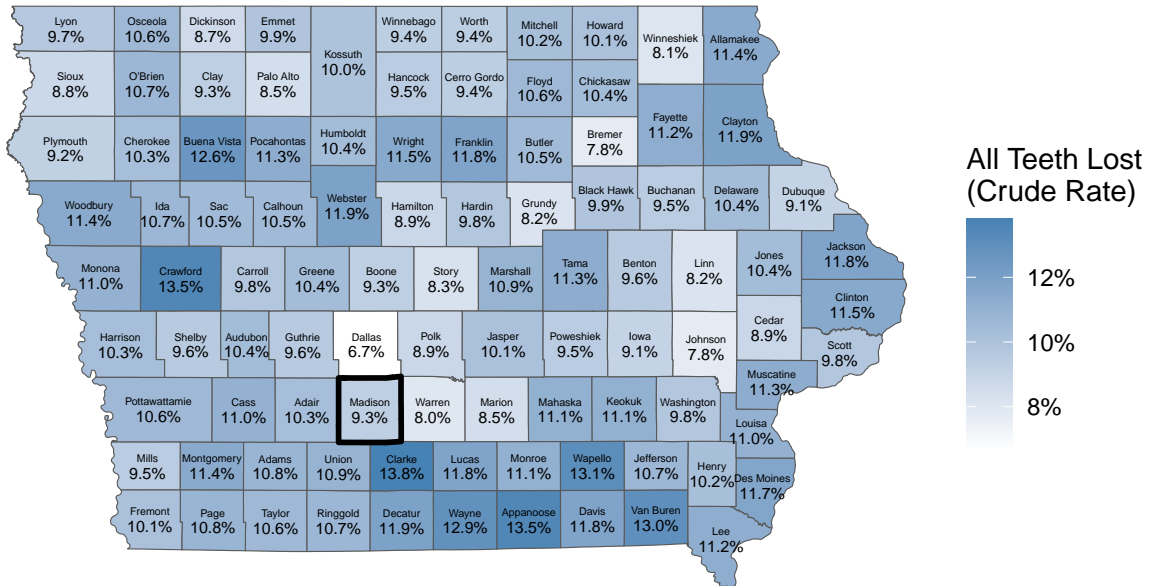 Lyon
9.7%
Osceola
10.6%
Dickinson
8.7%
Emmet
9.9%
Kossuth
10.0%
Winnebago
9.4%
Worth
9.4%
Mitchell
10.2%
Howard
10.1%
Winneshiek
8.1%
Allamakee
11.4%
Sioux
8.8%
O'Brien
10.7%
Clay
9.3%
Palo Alto
8.5%
Hancock
9.5%
Cerro Gordo
9.4%
Floyd
10.6%
Chickasaw
10.4%
Fayette
11.2%
Clayton
11.9%
Plymouth
9.2%
Cherokee
10.3%
Buena Vista
12.6%
Pocahontas
11.3%
Humboldt
10.4%
Wright
11.5%
Franklin
11.8%
Butler
10.5%
Bremer
7.8%
Woodbury
11.4%
Ida
10.7%
Sac
10.5%
Calhoun
10.5%
Webster
11.9%
Hamilton
8.9%
Hardin
9.8%
Grundy
8.2%
Black Hawk
9.9%
Buchanan
9.5%
Delaware
10.4%
Dubuque
9.1%
Monona
11.0%
Crawford
13.5%
Carroll
9.8%
Greene
10.4%
Boone
9.3%
Story
8.3%
Marshall
10.9%
Tama
11.3%
Benton
9.6%
Linn
8.2%
Jones
10.4%
Jackson
11.8%
Clinton
11.5%
Harrison
10.3%
Shelby
9.6%
Audubon
10.4%
Guthrie
9.6%
Dallas
6.7%
Polk
8.9%
Jasper
10.1%
Poweshiek
9.5%
Iowa
9.1%
Johnson
7.8%
Cedar
8.9%
Scott
9.8%
Muscatine
11.3%
Pottawattamie
10.6%
Cass
11.0%
Adair
10.3%
Madison
9.3%
Warren
8.0%
Marion
8.5%
Mahaska
11.1%
Keokuk
11.1%
Washington
9.8%
Louisa
11.0%
Mills
9.5%
Montgomery
11.4%
Adams
10.8%
Union
10.9%
Clarke
13.8%
Lucas
11.8%
Monroe
11.1%
Wapello
13.1%
Jefferson
10.7%
Henry
10.2%
Des Moines
11.7%
Fremont
10.1%
Page
10.8%
Taylor
10.6%
Ringgold
10.7%
Decatur
11.9%
Wayne
12.9%
Appanoose
13.5%
Davis
11.8%
Van Buren
13.0%
Lee
11.2%
All Teeth Lost
(Crude Rate)
12%
10%
8%